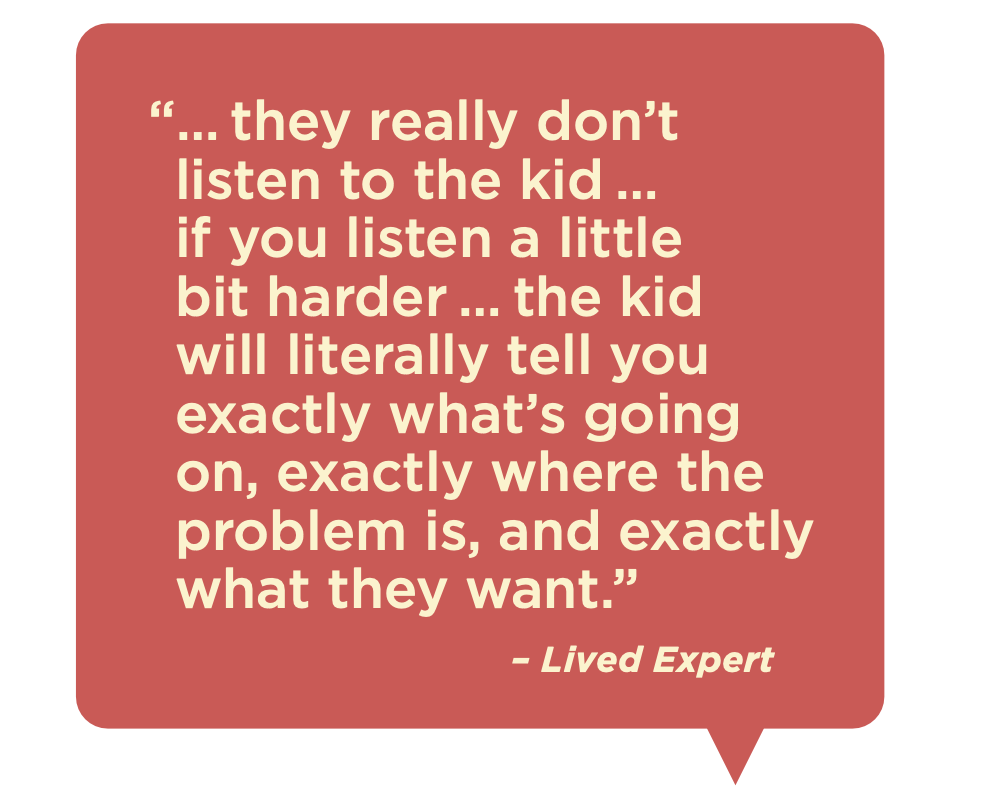 “... they really don’t
listen to the kid ...
if you listen a little
bit harder ... the kid
will literally tell you
exactly what’s going
on, exactly where the
problem is, and exactly
what they want.”
– Lived Expert